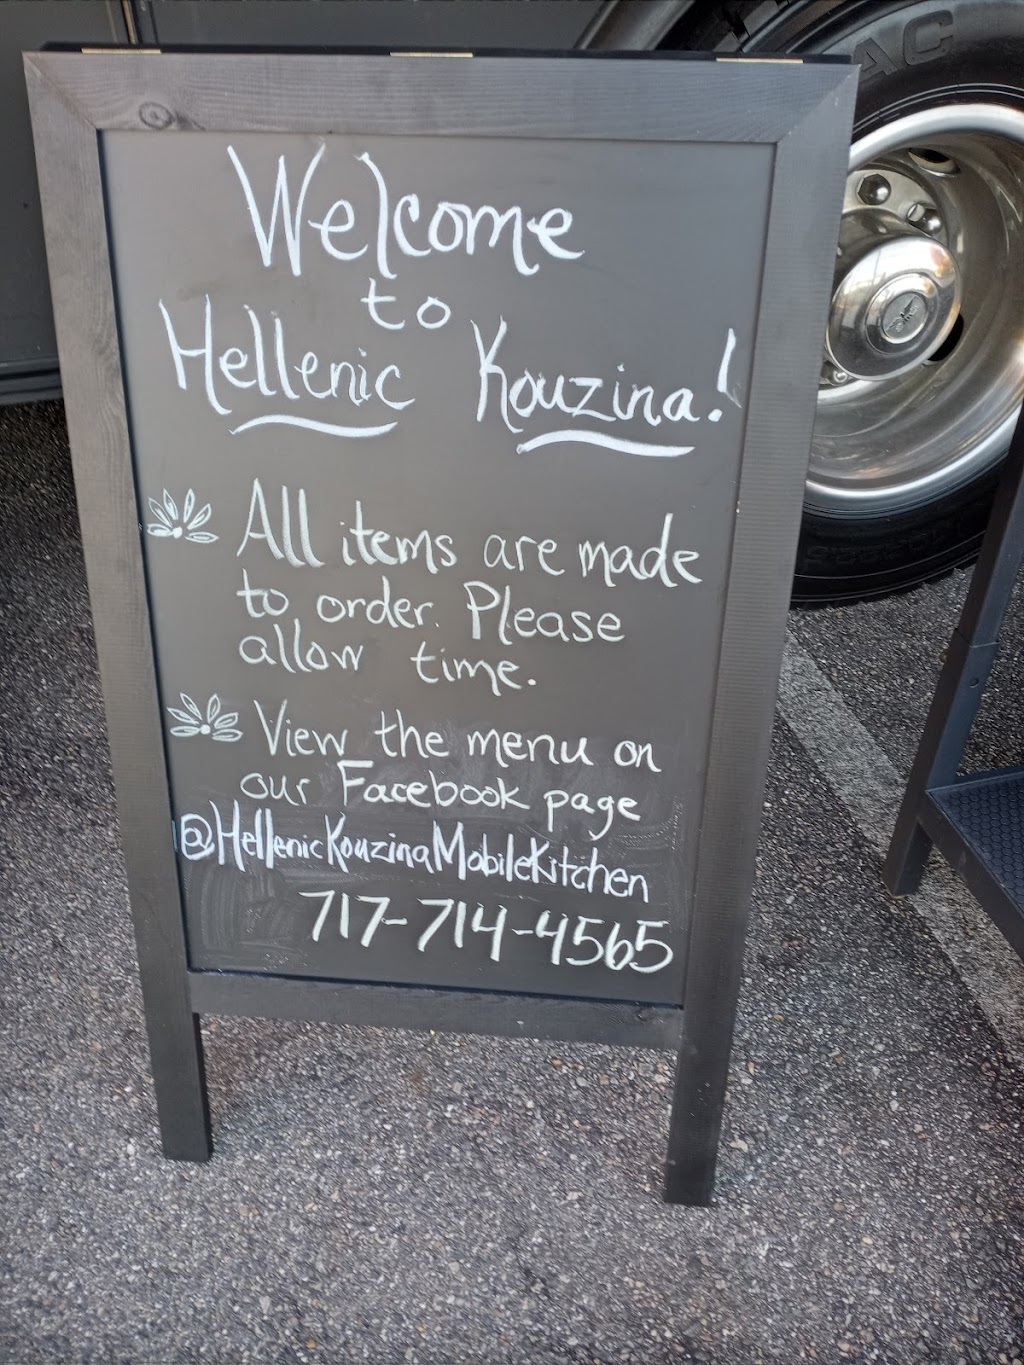 AC
Welcome
to
Hellenic Kouzina!
All items are made
to order. Please
allow time.
View the menu on
our Facebook page
@HellenicKouzinaMobileKitchen
717-714-4565